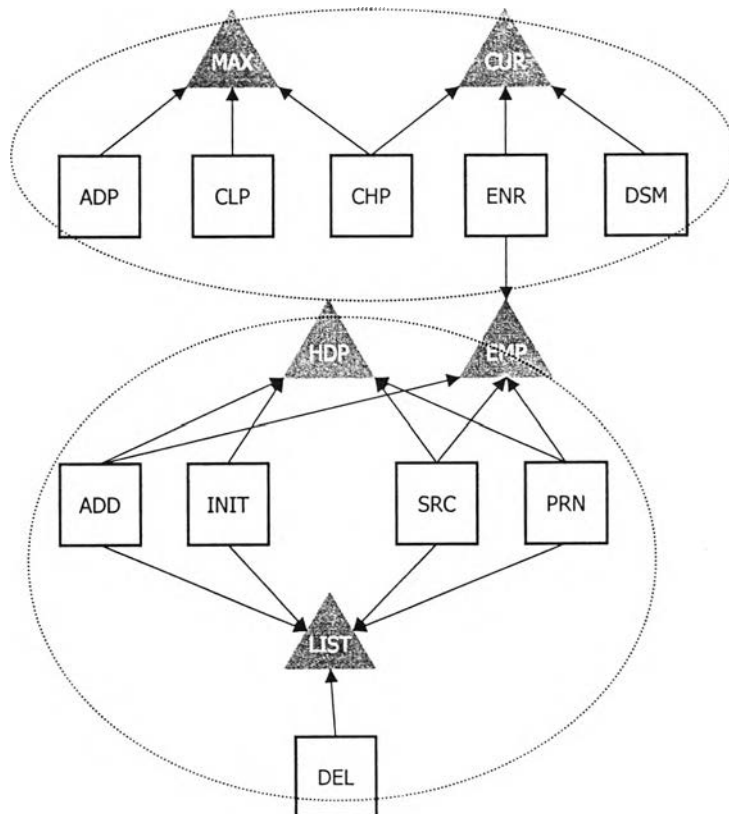 MAX
CUR
ADP
CLP
CHP
ENR
DSM
HDP
EMP
ADD
INIT
SRC
PRN
LIST
DEL